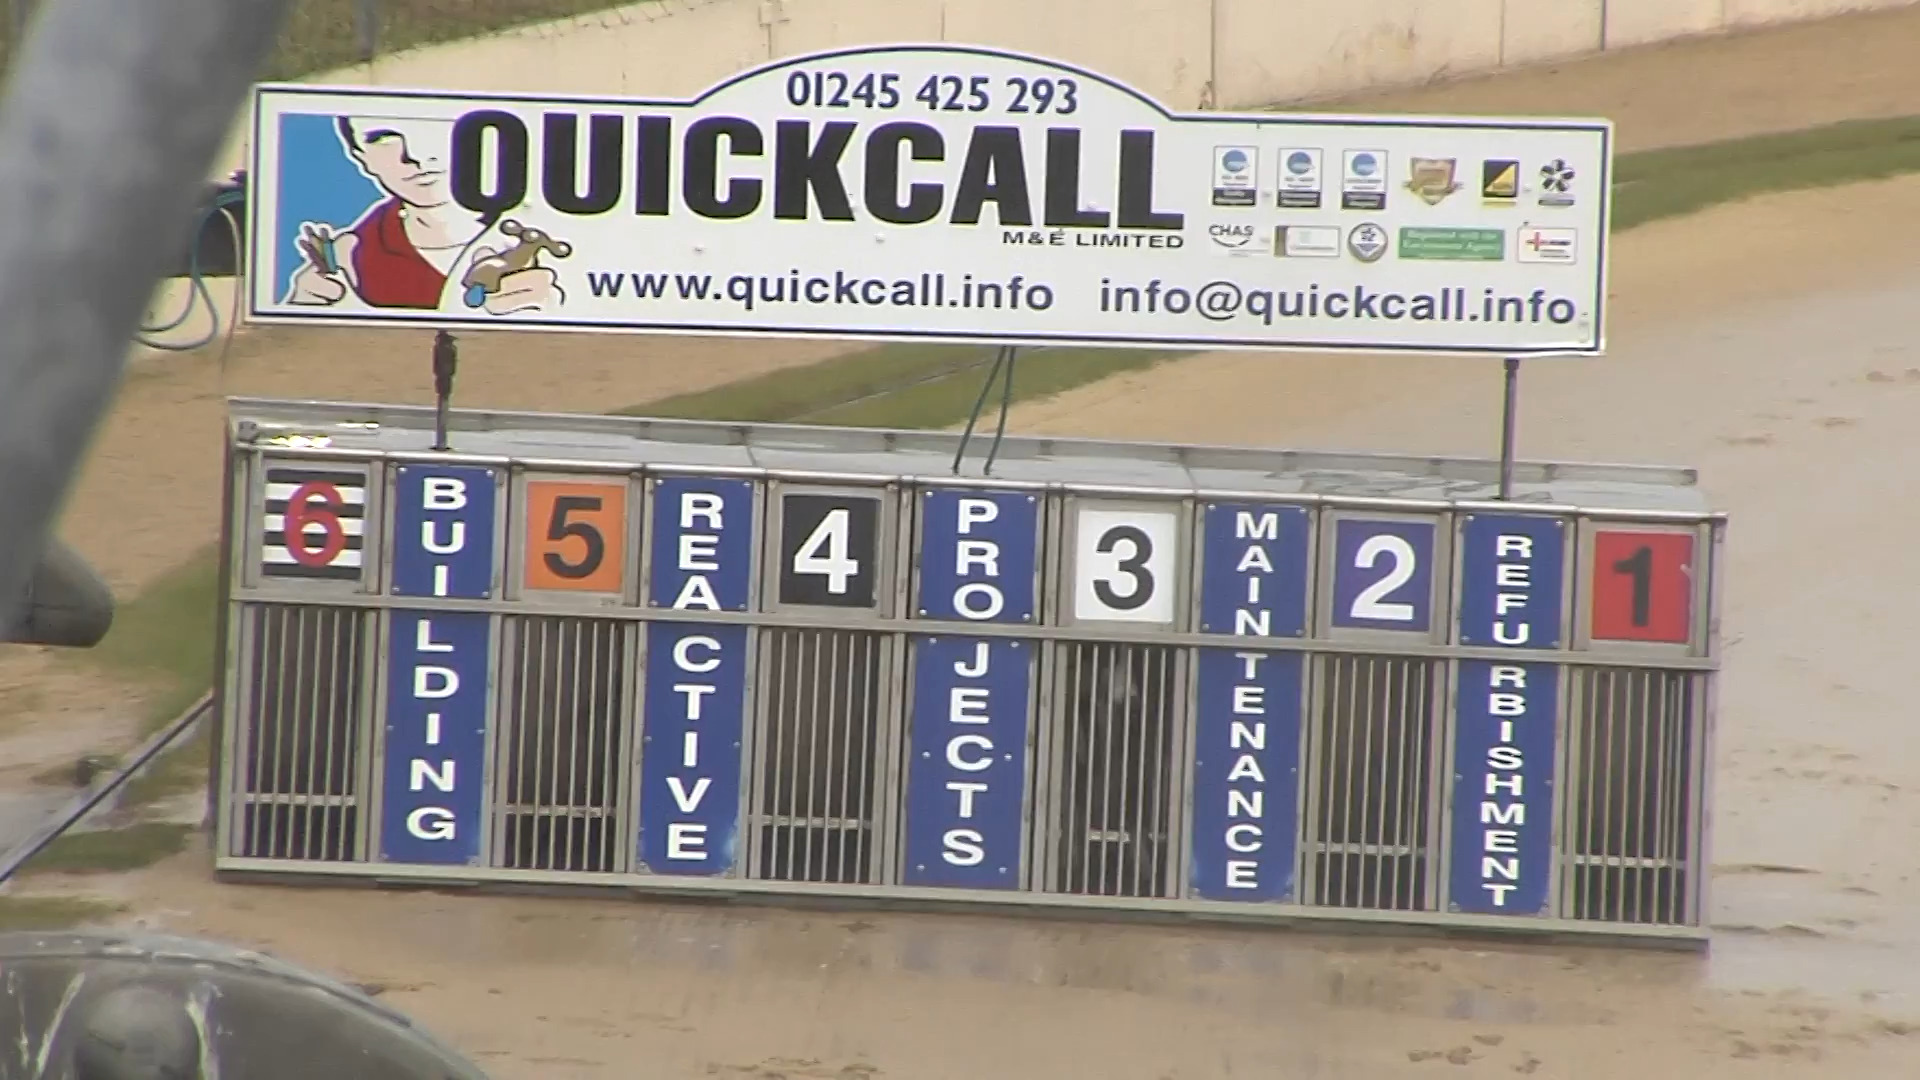 01245 425 293
QUICKCALL
M&E LIMITED
CHAS
www.quickcall.info info@quickcall.info
6 BUILDING 5 REACTIVE 4 PROJECTS 3 MAINTENANCE 2 REFURBISHMENT 1